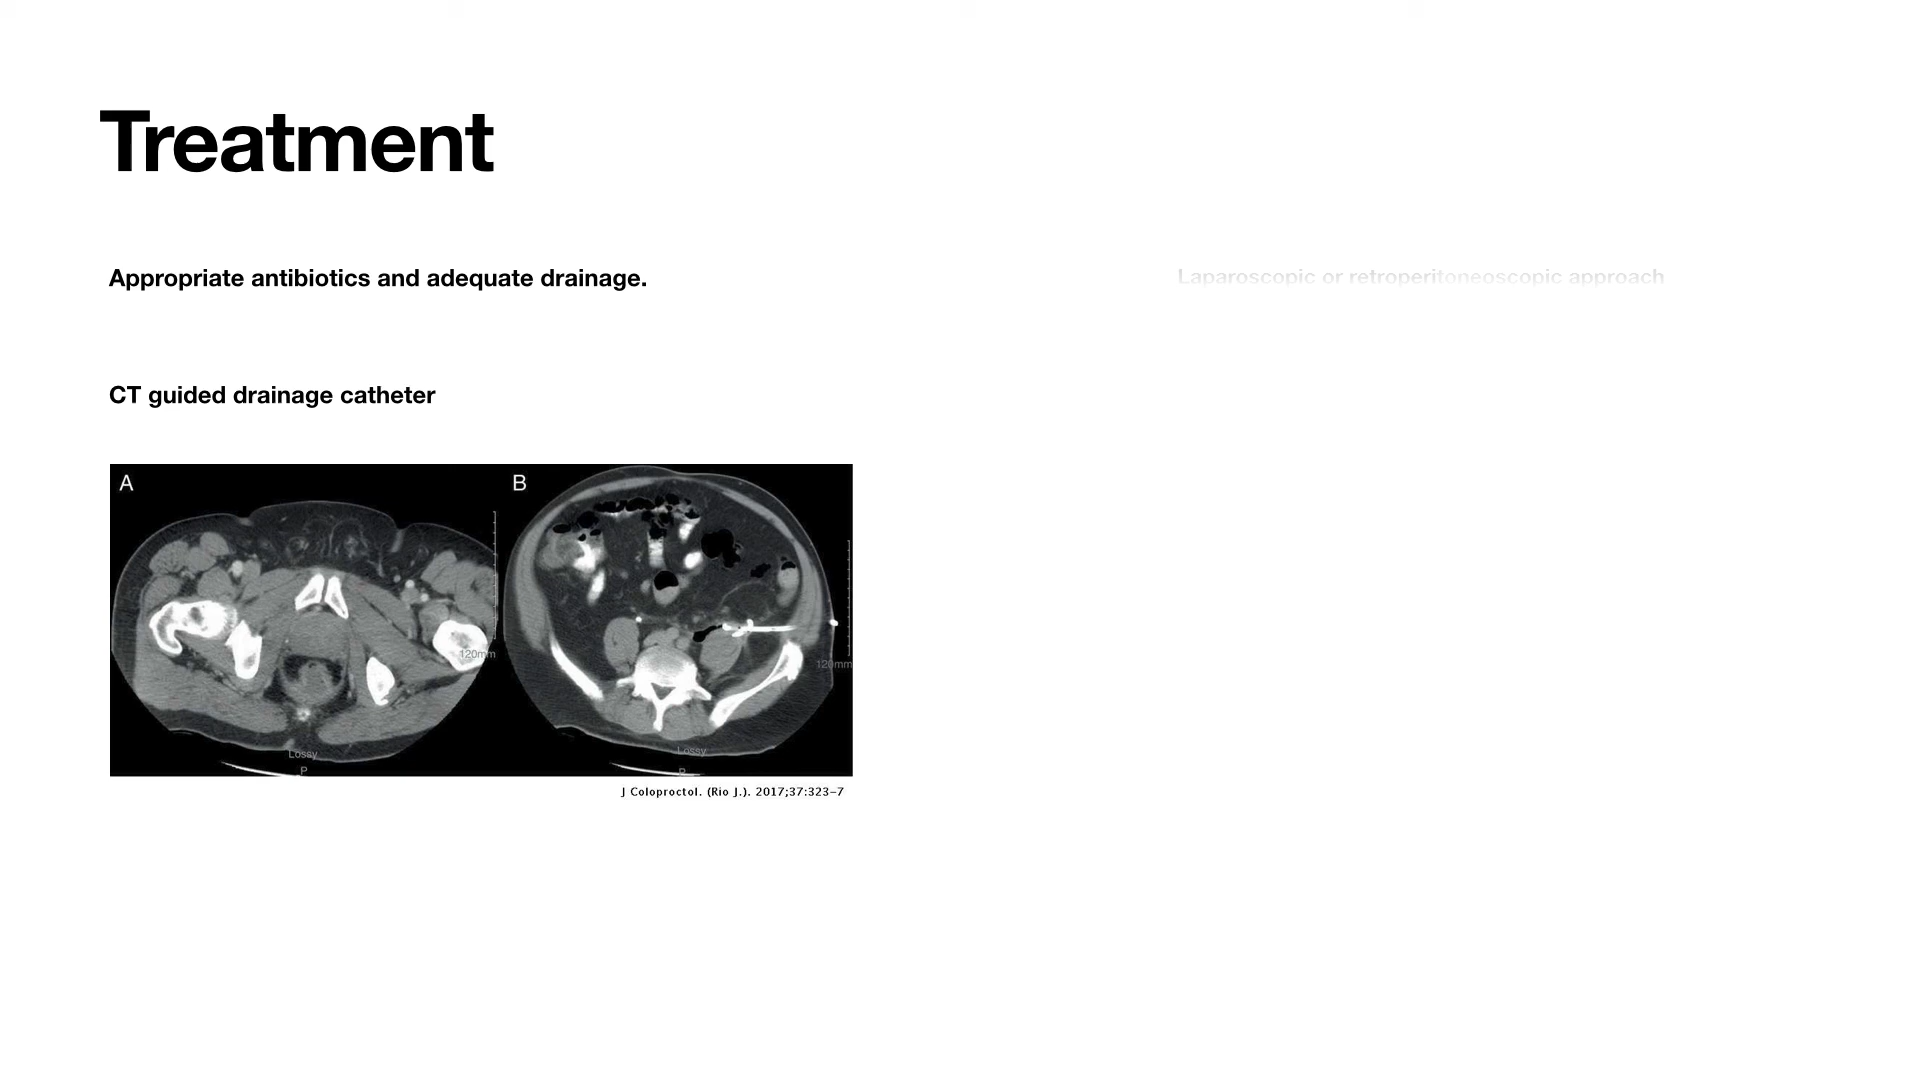 Treatment
Appropriate antibiotics and adequate drainage.
Laparoscopic or retroperitoneoscopic approach
CT guided drainage catheter
A
B
120mm
120mm
Lossy
Lossy
P
P
J Coloproctol. (Rio J.). 2017;37:323–7